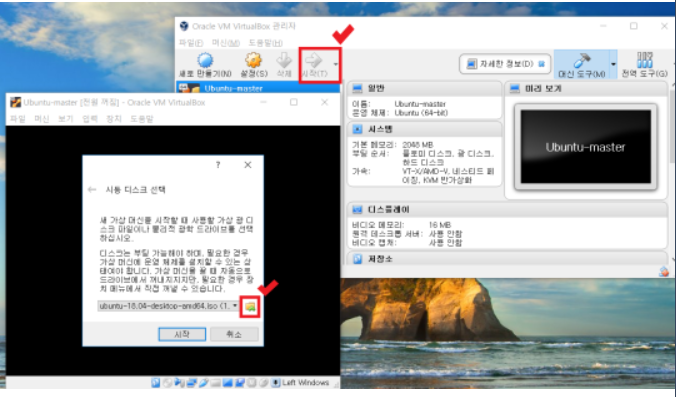 Oracle VM VirtualBox 관리자
파일(F) 머신(M) 도움말(H)
새로 만들기(N) 설정(S) 삭제 시작(T)
자세한 정보(D)
머신 도구(M) 전역 도구(G)
Ubuntu-master
일반
이름: Ubuntu-master
운영 체제: Ubuntu (64-bit)
시스템
기본 메모리: 2048 MB
부팅 순서: 플로피 디스크, 광 디스크,
하드 디스크
가속: VT-x/AMD-V, 네스티드 페
이징, KVM 반가상화
디스플레이
비디오 메모리: 16 MB
원격 데스크톱 서버: 사용 안함
비디오 캡처: 사용 안함
저장소
미리 보기
Ubuntu-master
Ubuntu-master [전원 꺼짐] - Oracle VM VirtualBox
파일 머신 보기 입력 장치 도움말
?
← 시동 디스크 선택
새 가상 머신을 시작할 때 사용할 가상 광 디
스크 파일이나 물리적 광학 드라이브를 선택
하십시오.
디스크는 부팅 가능해야 하며, 필요한 경우
가상 머신에 운영 체제를 설치할 수 있는 상
태여야 합니다. 가상 머신을 끌 때 자동으로
드라이브에서 꺼내지지만, 필요한 경우 장
치 메뉴에서 직접 꺼낼 수 있습니다.
ubuntu-18.04-desktop-amd64.iso (1.
시작 취소
Left Windows